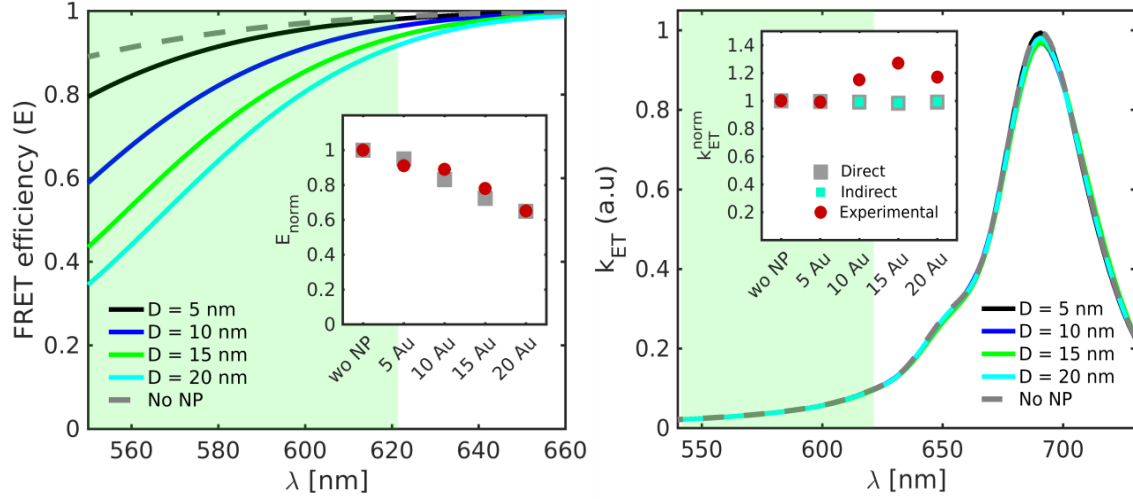 FRET efficiency (E)
1
0.8
0.6
0.4
0.2
0
560 580 600 620 640 660
λ [nm]
D = 5 nm
D = 10 nm
D = 15 nm
D = 20 nm
No NP
E_norm
1
0.8
0.6
0.4
0.2
0
wo NP
5 Au
10 Au
15 Au
20 Au
k_ET (a.u)
1
0.8
0.6
0.4
0.2
0
550 600 650 700
λ [nm]
k_ET^norm
1.4
1.2
1
0.8
0.6
0.4
0.2
Direct
Indirect
Experimental
wo NP
5 Au
10 Au
15 Au
20 Au
D = 5 nm
D = 10 nm
D = 15 nm
D = 20 nm
No NP